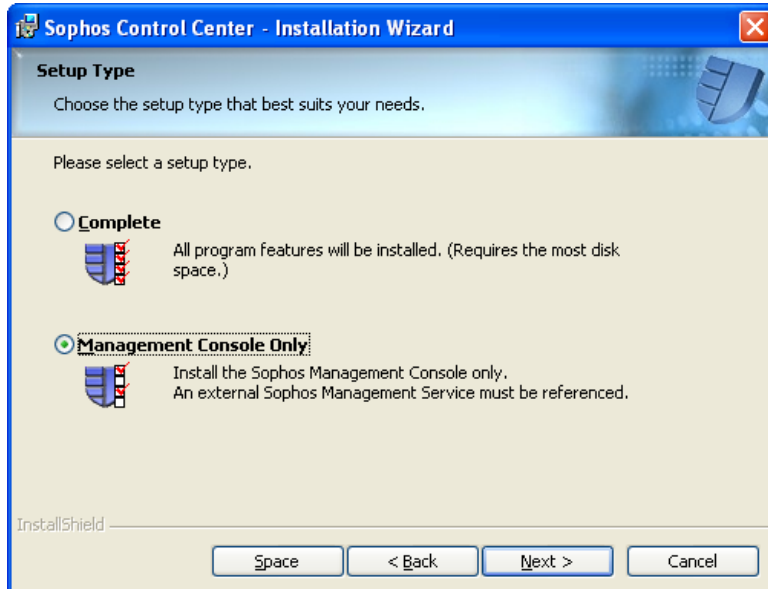 Sophos Control Center - Installation Wizard
Setup Type
Choose the setup type that best suits your needs.
Please select a setup type.
Complete
All program features will be installed. (Requires the most disk
space.)
Management Console Only
Install the Sophos Management Console only.
An external Sophos Management Service must be referenced.
InstallShield
Space
< Back
Next >
Cancel